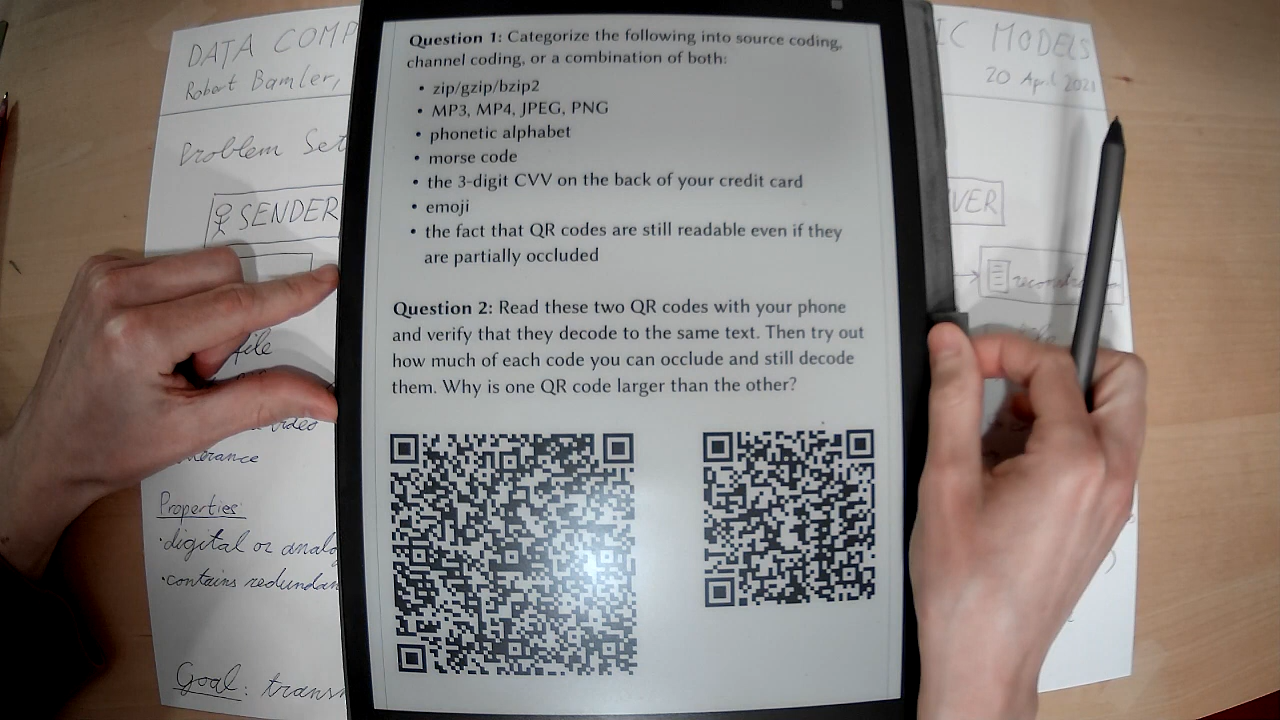 DATA COMP
IC MODELS
Robert Bamler,
20 April 2021
Problem Set
SENDER
VER
Question 1: Categorize the following into source coding,
channel coding, or a combination of both:
• zip/gzip/bzip2
• MP3, MP4, JPEG, PNG
• phonetic alphabet
• morse code
• the 3-digit CVV on the back of your credit card
• emoji
• the fact that QR codes are still readable even if they
are partially occluded
Question 2: Read these two QR codes with your phone
and verify that they decode to the same text. Then try out
how much of each code you can occlude and still decode
them. Why is one QR code larger than the other?
file
video
Properties:
·digital or analo
·contains redundan
Goal: transm